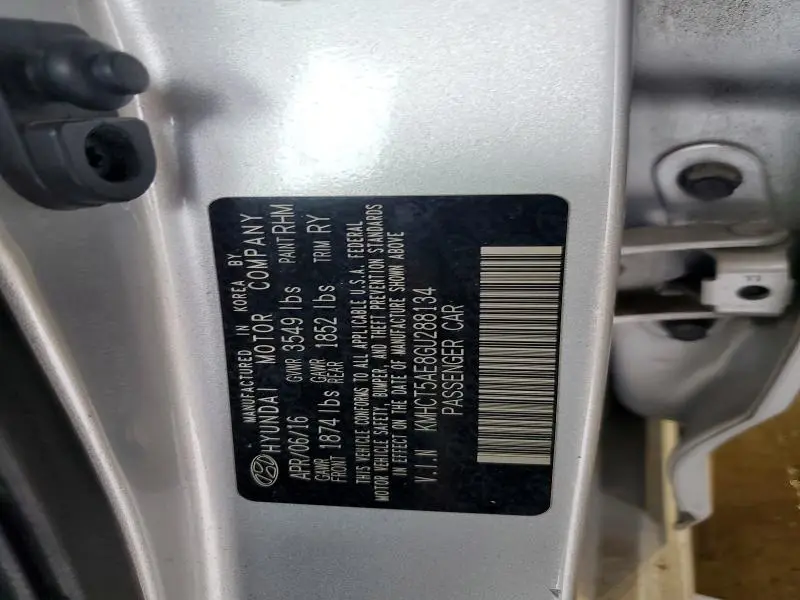 MANUFACTURED IN KOREA BY
HYUNDAI MOTOR COMPANY
APR/06/16 GVWR 3549 lbs PAINT RHM
GAWR FRONT 1874 lbs GAWR REAR 1852 lbs TRIM RY
THIS VEHICLE CONFORMS TO ALL APPLICABLE U.S.A. FEDERAL
MOTOR VEHICLE SAFETY, BUMPER, AND THEFT PREVENTION STANDARDS
IN EFFECT ON THE DATE OF MANUFACTURE SHOWN ABOVE
V.I.N KMHCT5AE8GU288134
PASSENGER CAR